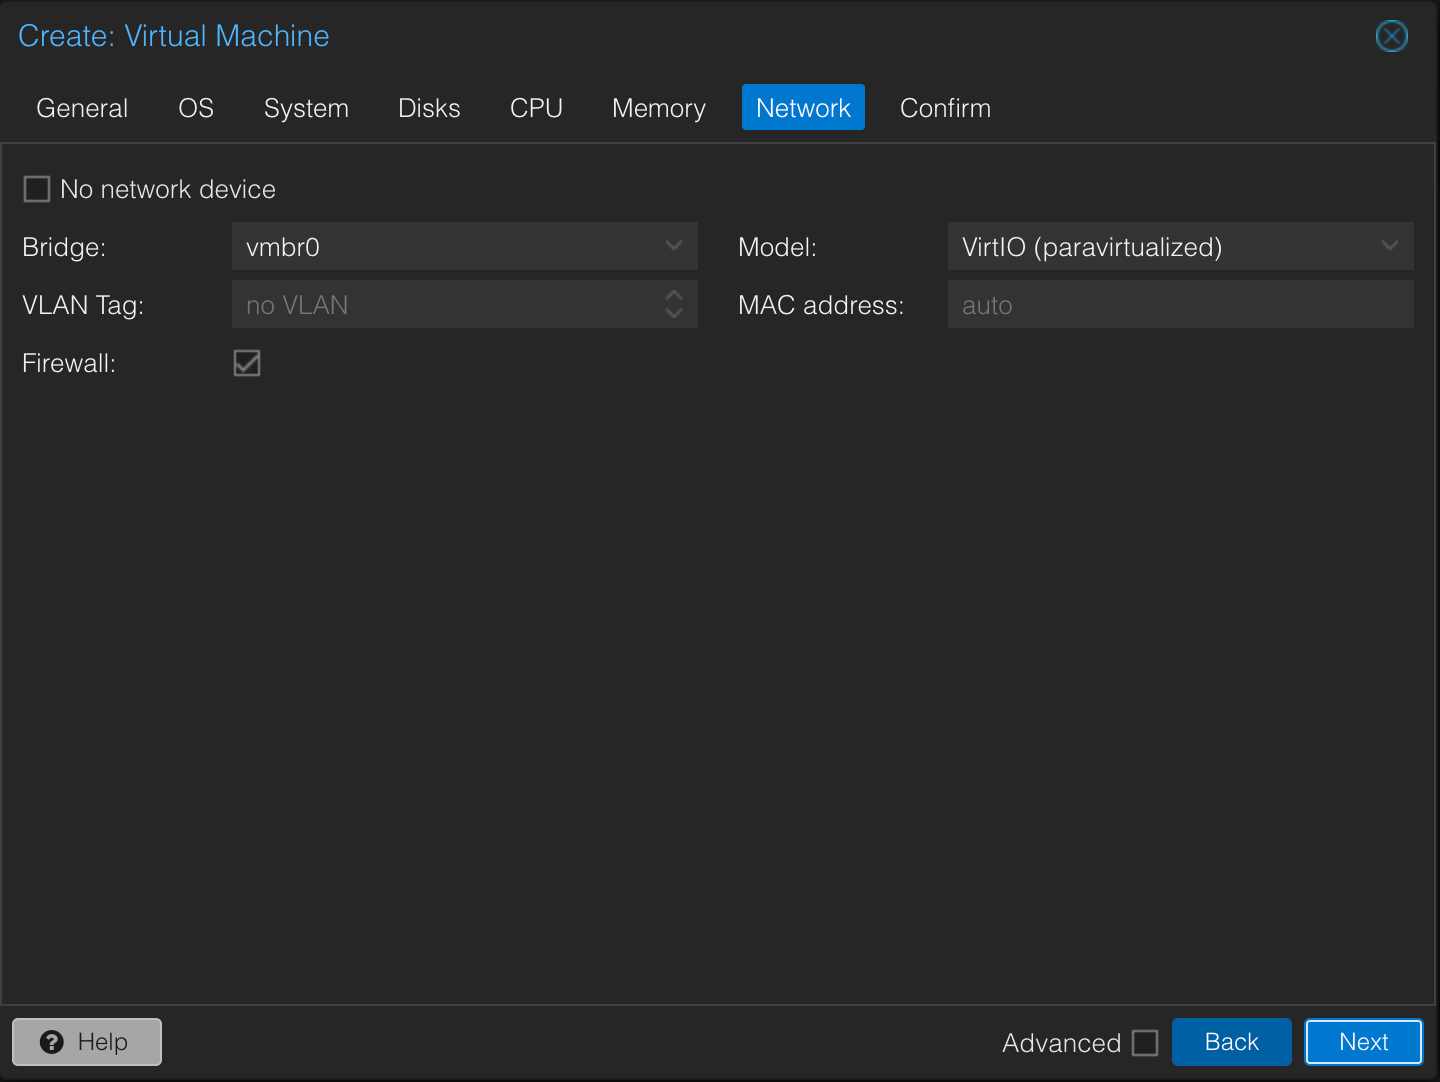 Create: Virtual Machine
General OS System Disks CPU Memory Network Confirm
No network device
Bridge: vmbr0 Model: VirtIO (paravirtualized)
VLAN Tag: no VLAN MAC address: auto
Firewall:
Help Advanced Back Next